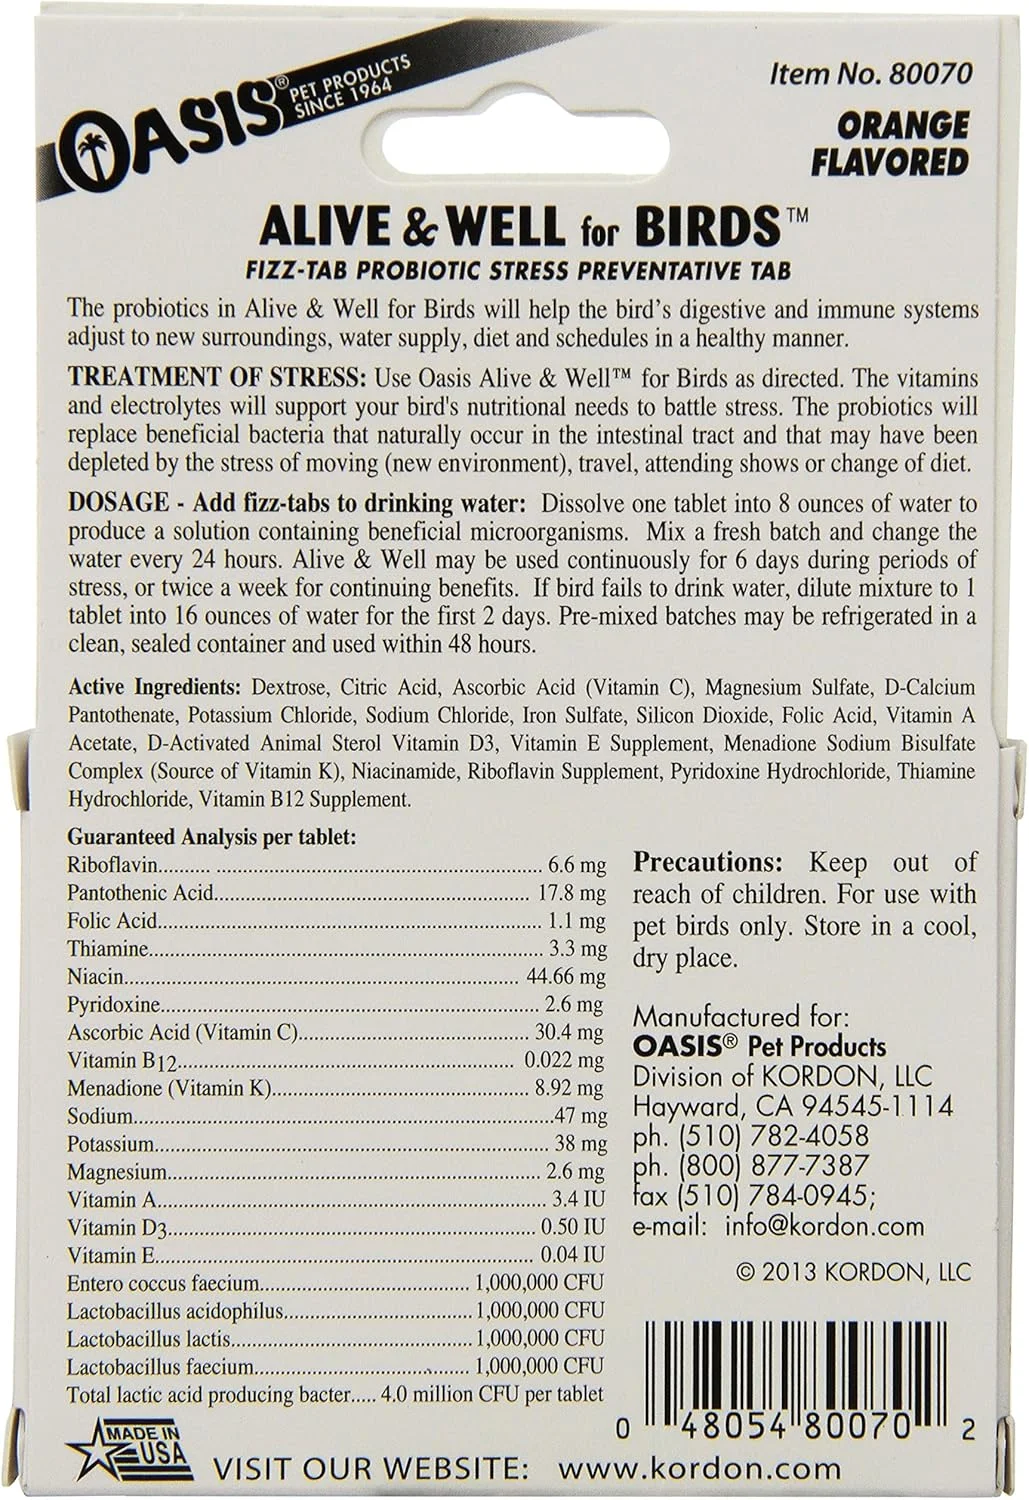 OASIS® PET PRODUCTS
SINCE 1964
Item No. 80070
ORANGE
FLAVORED
ALIVE & WELL for BIRDS™
FIZZ-TAB PROBIOTIC STRESS PREVENTATIVE TAB
The probiotics in Alive & Well for Birds will help the bird's digestive and immune systems
adjust to new surroundings, water supply, diet and schedules in a healthy manner.
TREATMENT OF STRESS: Use Oasis Alive & Well™ for Birds as directed. The vitamins
and electrolytes will support your bird's nutritional needs to battle stress. The probiotics will
replace beneficial bacteria that naturally occur in the intestinal tract and that may have been
depleted by the stress of moving (new environment), travel, attending shows or change of diet.
DOSAGE - Add fizz-tabs to drinking water: Dissolve one tablet into 8 ounces of water to
produce a solution containing beneficial microorganisms. Mix a fresh batch and change the
water every 24 hours. Alive & Well may be used continuously for 6 days during periods of
stress, or twice a week for continuing benefits. If bird fails to drink water, dilute mixture to 1
tablet into 16 ounces of water for the first 2 days. Pre-mixed batches may be refrigerated in a
clean, sealed container and used within 48 hours.
Active Ingredients: Dextrose, Citric Acid, Ascorbic Acid (Vitamin C), Magnesium Sulfate, D-Calcium
Pantothenate, Potassium Chloride, Sodium Chloride, Iron Sulfate, Silicon Dioxide, Folic Acid, Vitamin A
Acetate, D-Activated Animal Sterol Vitamin D3, Vitamin E Supplement, Menadione Sodium Bisulfate
Complex (Source of Vitamin K), Niacinamide, Riboflavin Supplement, Pyridoxine Hydrochloride, Thiamine
Hydrochloride, Vitamin B12 Supplement.
Guaranteed Analysis per tablet:
Riboflavin.......... 6.6 mg
Pantothenic Acid.......... 17.8 mg
Folic Acid.......... 1.1 mg
Thiamine.......... 3.3 mg
Niacin.......... 44.66 mg
Pyridoxine.......... 2.6 mg
Ascorbic Acid (Vitamin C).......... 30.4 mg
Vitamin B12.......... 0.022 mg
Menadione (Vitamin K).......... 8.92 mg
Sodium..........47 mg
Potassium.......... 38 mg
Magnesium.......... 2.6 mg
Vitamin A.......... 3.4 IU
Vitamin D3.......... 0.50 IU
Vitamin E.......... 0.04 IU
Entero coccus faecium.......... 1,000,000 CFU
Lactobacillus acidophilus..........1,000,000 CFU
Lactobacillus lactis.......... 1,000,000 CFU
Lactobacillus faecium.......... 1,000,000 CFU
Total lactic acid producing bacter..... 4.0 million CFU per tablet
Precautions: Keep out of
reach of children. For use with
pet birds only. Store in a cool,
dry place.
Manufactured for:
OASIS® Pet Products
Division of KORDON, LLC
Hayward, CA 94545-1114
ph. (510) 782-4058
ph. (800) 877-7387
fax (510) 784-0945;
e-mail: info@kordon.com
© 2013 KORDON, LLC
0 48054 80070 2
MADE IN
USA
VISIT OUR WEBSITE: www.kordon.com